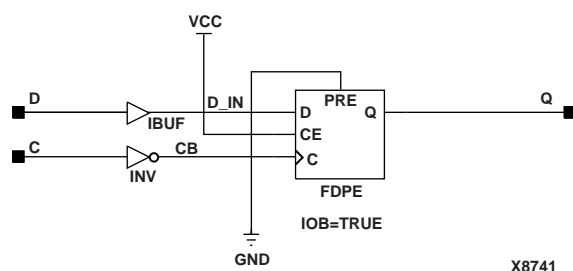 VCC
D
IBUF
D_IN
D
PRE
Q
Q
CE
C
INV
CB
C
FDPE
IOB=TRUE
GND
X8741